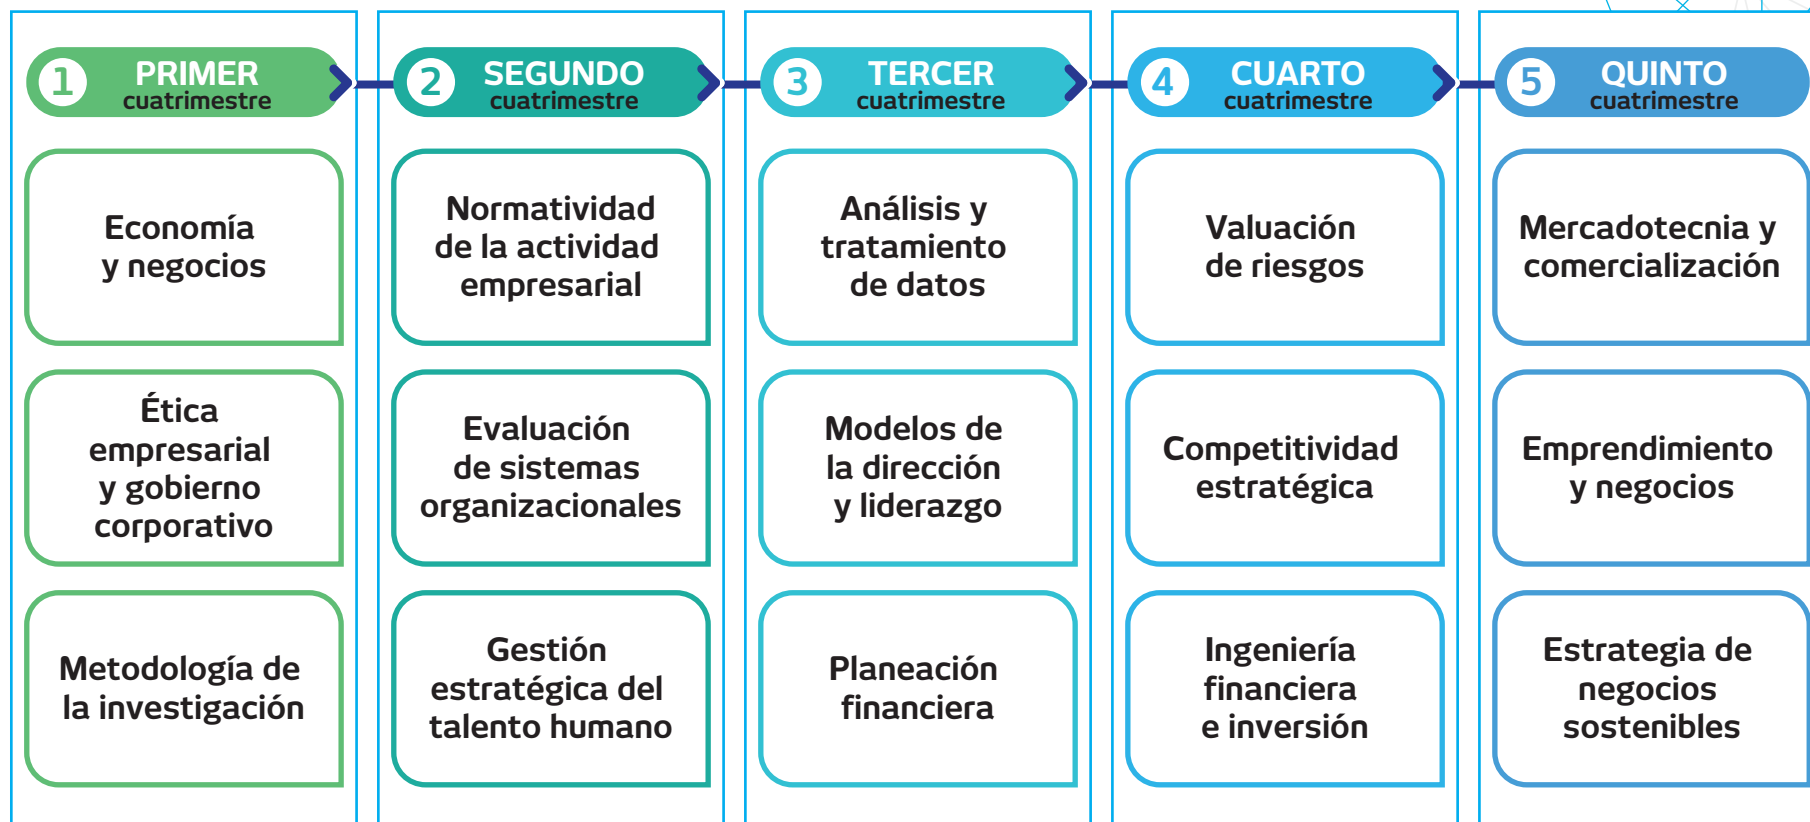 1
PRIMER
cuatrimestre
Economía
y negocios
Ética
empresarial
y gobierno
corporativo
Metodología de
la investigación
2
SEGUNDO
cuatrimestre
Normatividad
de la actividad
empresarial
Evaluación
de sistemas
organizacionales
Gestión
estratégica del
talento humano
3
TERCER
cuatrimestre
Análisis y
tratamiento
de datos
Modelos de
la dirección
y liderazgo
Planeación
financiera
4
CUARTO
cuatrimestre
Valuación
de riesgos
Competitividad
estratégica
Ingeniería
financiera
e inversión
5
QUINTO
cuatrimestre
Mercadotecnia y
comercialización
Emprendimiento
y negocios
Estrategia de
negocios
sostenibles